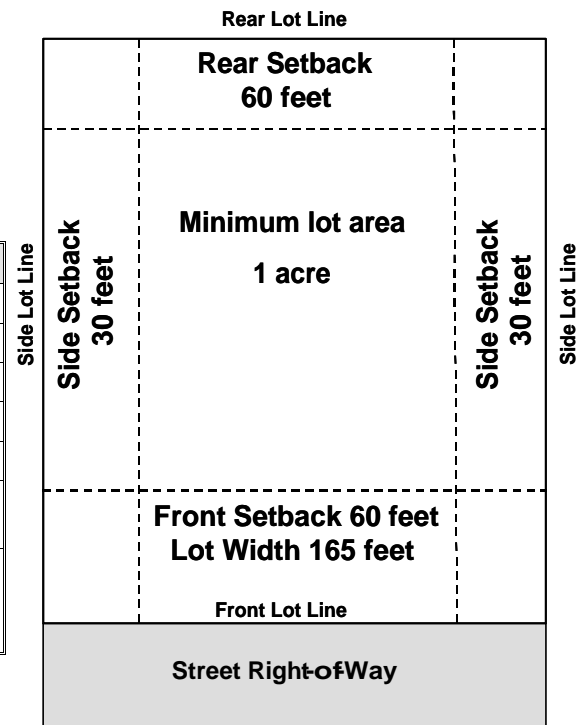 Rear Lot Line
Rear Setback
60 feet
Minimum lot area
1 acre
Side Lot Line
Side Setback
30 feet
Side Setback
30 feet
Side Lot Line
Front Setback 60 feet
Lot Width 165 feet
Front Lot Line
Street Right-of-Way